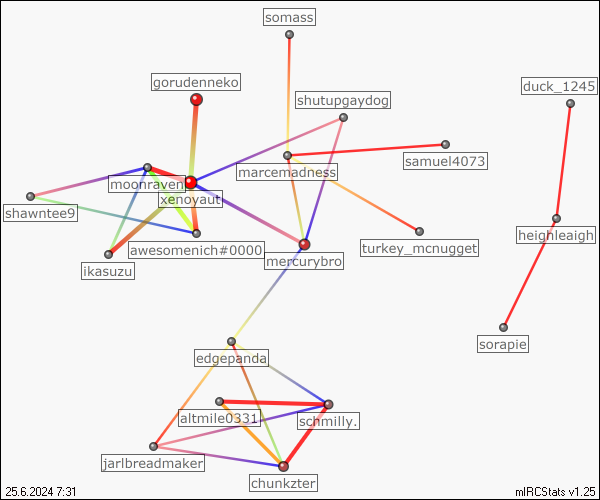 somass
gorudenneko
duck_1245
shutupgaydog
samuel4073
marcemadness
moonraven
xenoyaut
shawntee9
heighleaigh
awesomenich#0000
turkey_mcnugget
mercurybro
ikasuzu
sorapie
edgepanda
altmile0331
schmilly.
jarlbreadmaker
chunkzter
25.6.2024 7:31
mIRCStats v1.25